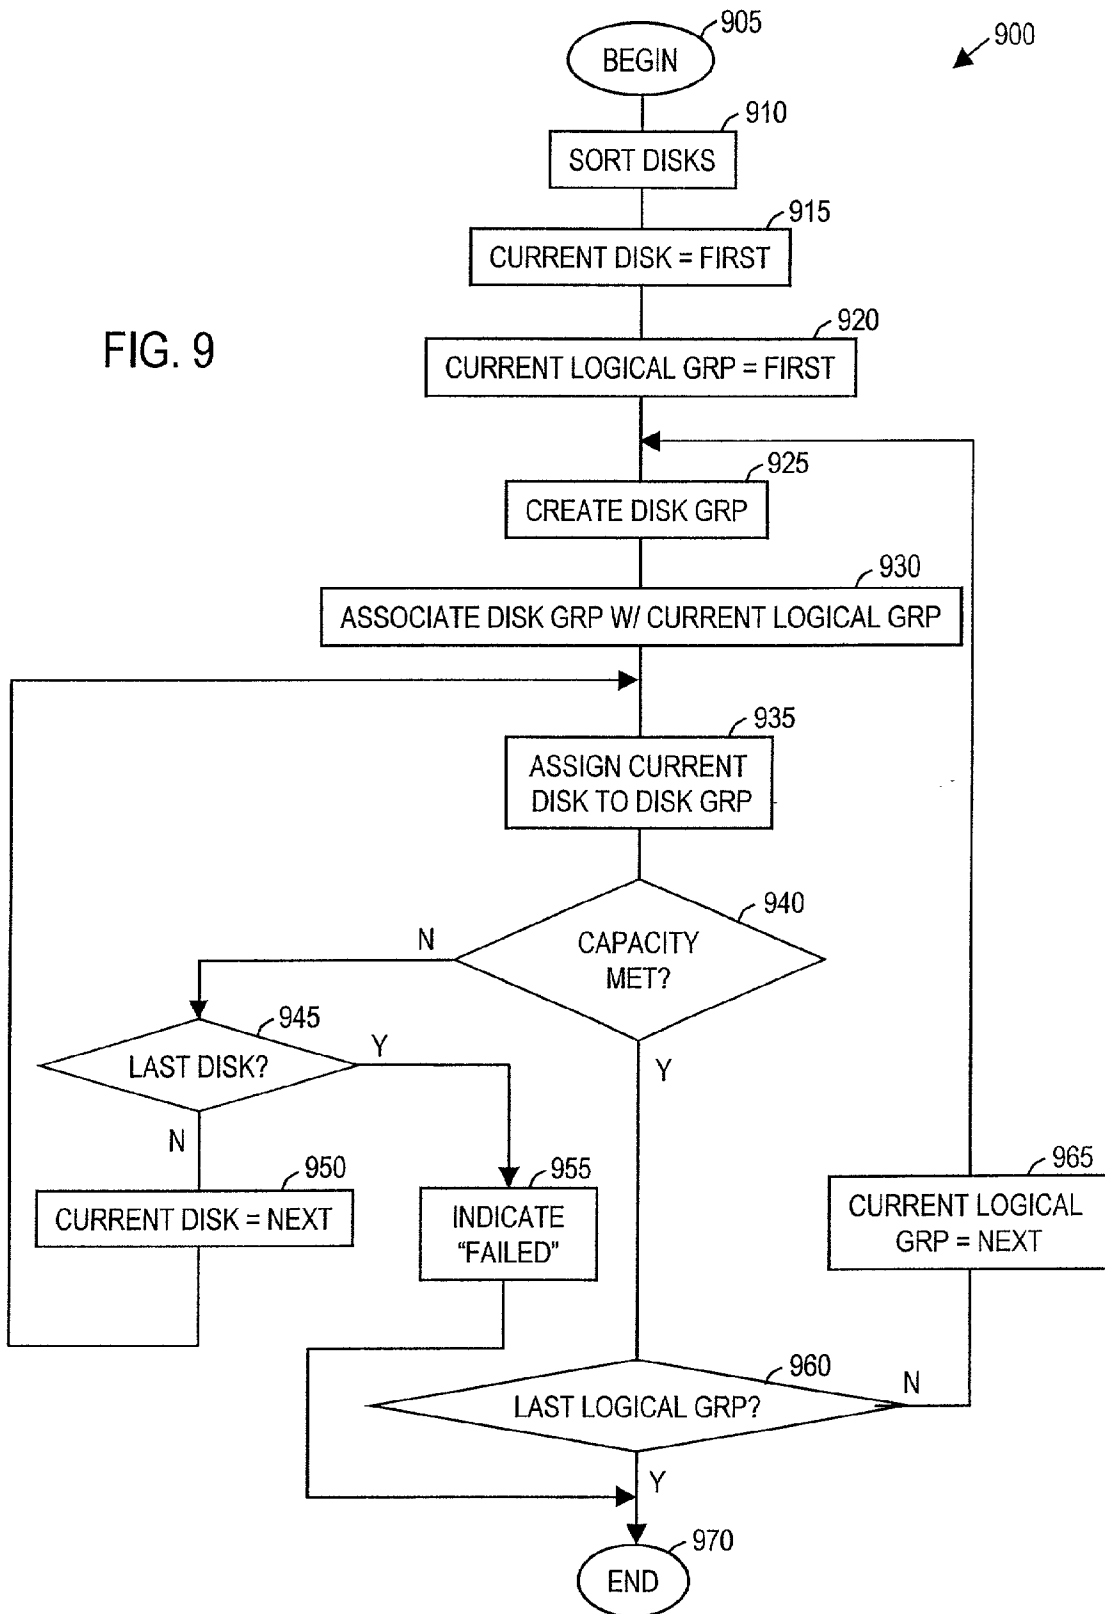 905
900
BEGIN
910
SORT DISKS
915
CURRENT DISK = FIRST
920
FIG. 9
CURRENT LOGICAL GRP = FIRST
925
CREATE DISK GRP
930
ASSOCIATE DISK GRP W/ CURRENT LOGICAL GRP
935
ASSIGN CURRENT
DISK TO DISK GRP
940
N
CAPACITY
MET?
945
LAST DISK?
Y
Y
N
950
CURRENT DISK = NEXT
955
INDICATE
"FAILED"
965
CURRENT LOGICAL
GRP = NEXT
960
LAST LOGICAL GRP?
N
Y
970
END